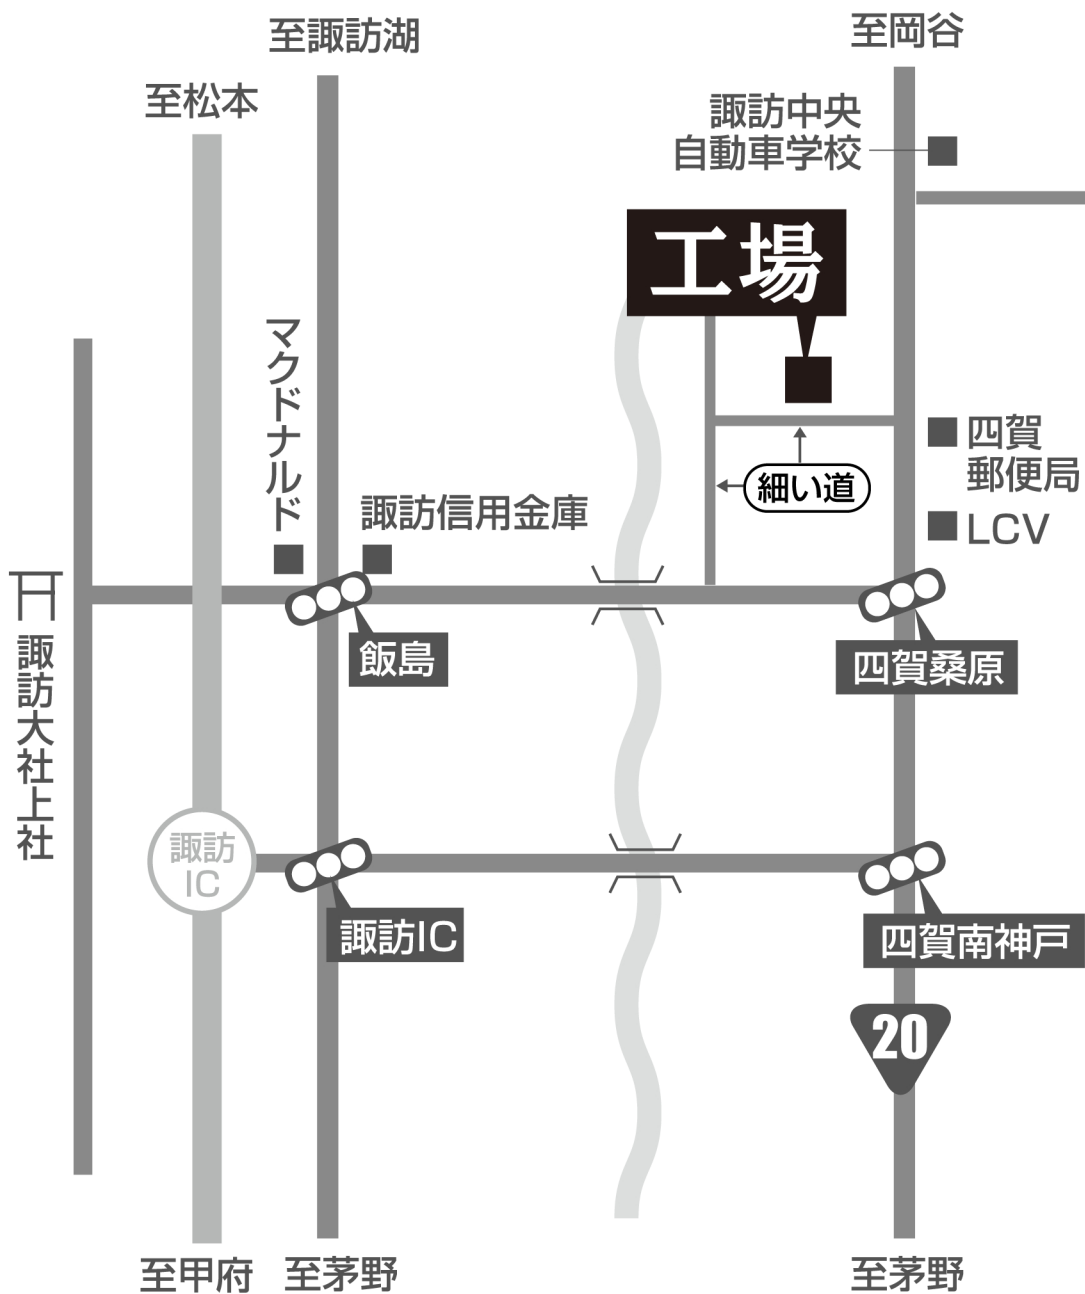 至諏訪湖
至岡谷
至松本
諏訪中央
自動車学校
工場
マクドナルド
四賀
郵便局
細い道
諏訪信用金庫
LCV
諏訪大社上社
飯島
四賀桑原
諏訪
IC
諏訪IC
四賀南神戸
20
至甲府
至茅野
至茅野